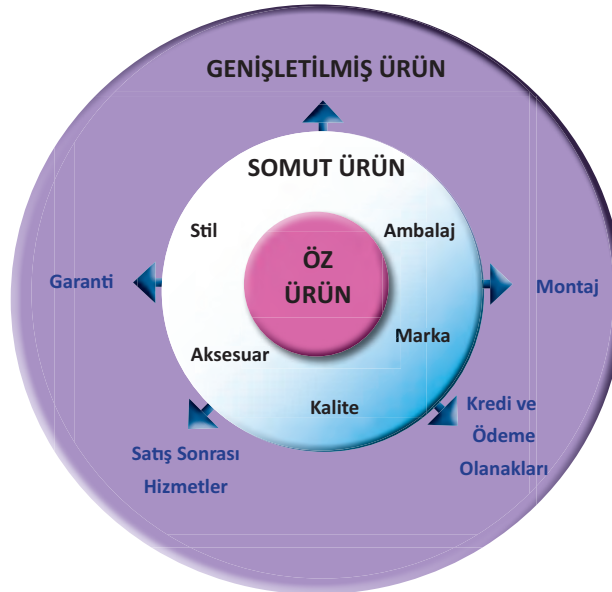 GENİŞLETİLMİŞ ÜRÜN
SOMUT ÜRÜN
Stil
Ambalaj
ÖZ
ÜRÜN
Garanti
Montaj
Marka
Aksesuar
Kalite
Kredi ve
Ödeme
Olanakları
Satış Sonrası
Hizmetler